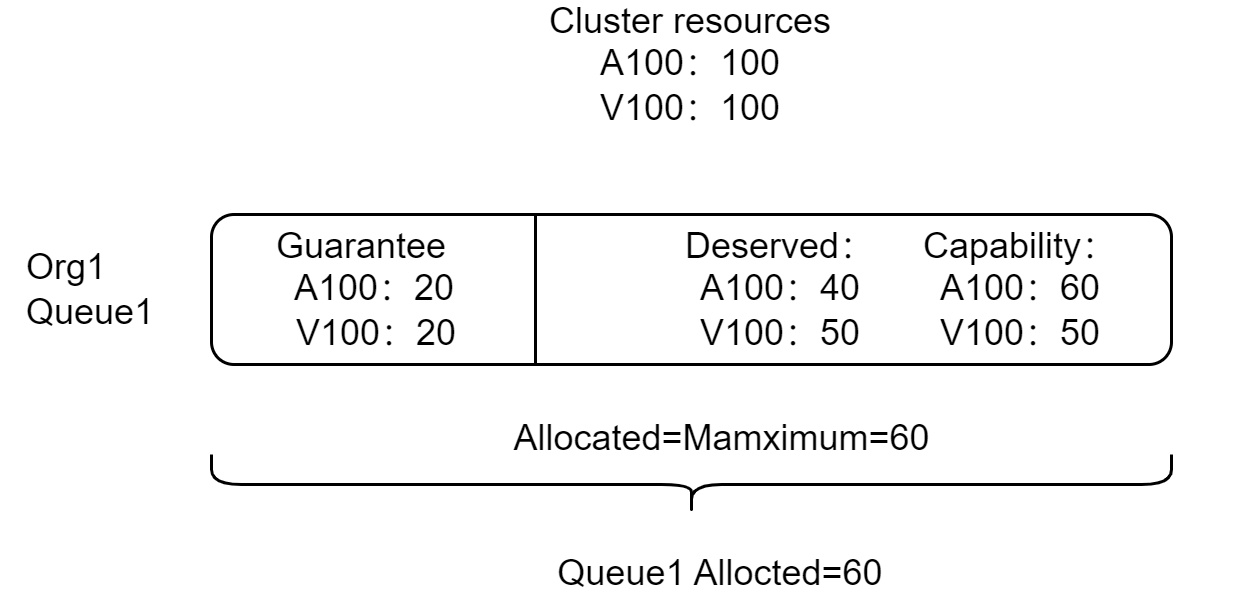 Cluster resources
A100：100
V100：100
Org1
Queue1
Guarantee
A100：20
V100：20
Deserved：
A100：40
V100：50
Capability：
A100：60
V100：50
Allocated=Mamximum=60
Queue1 Allocted=60